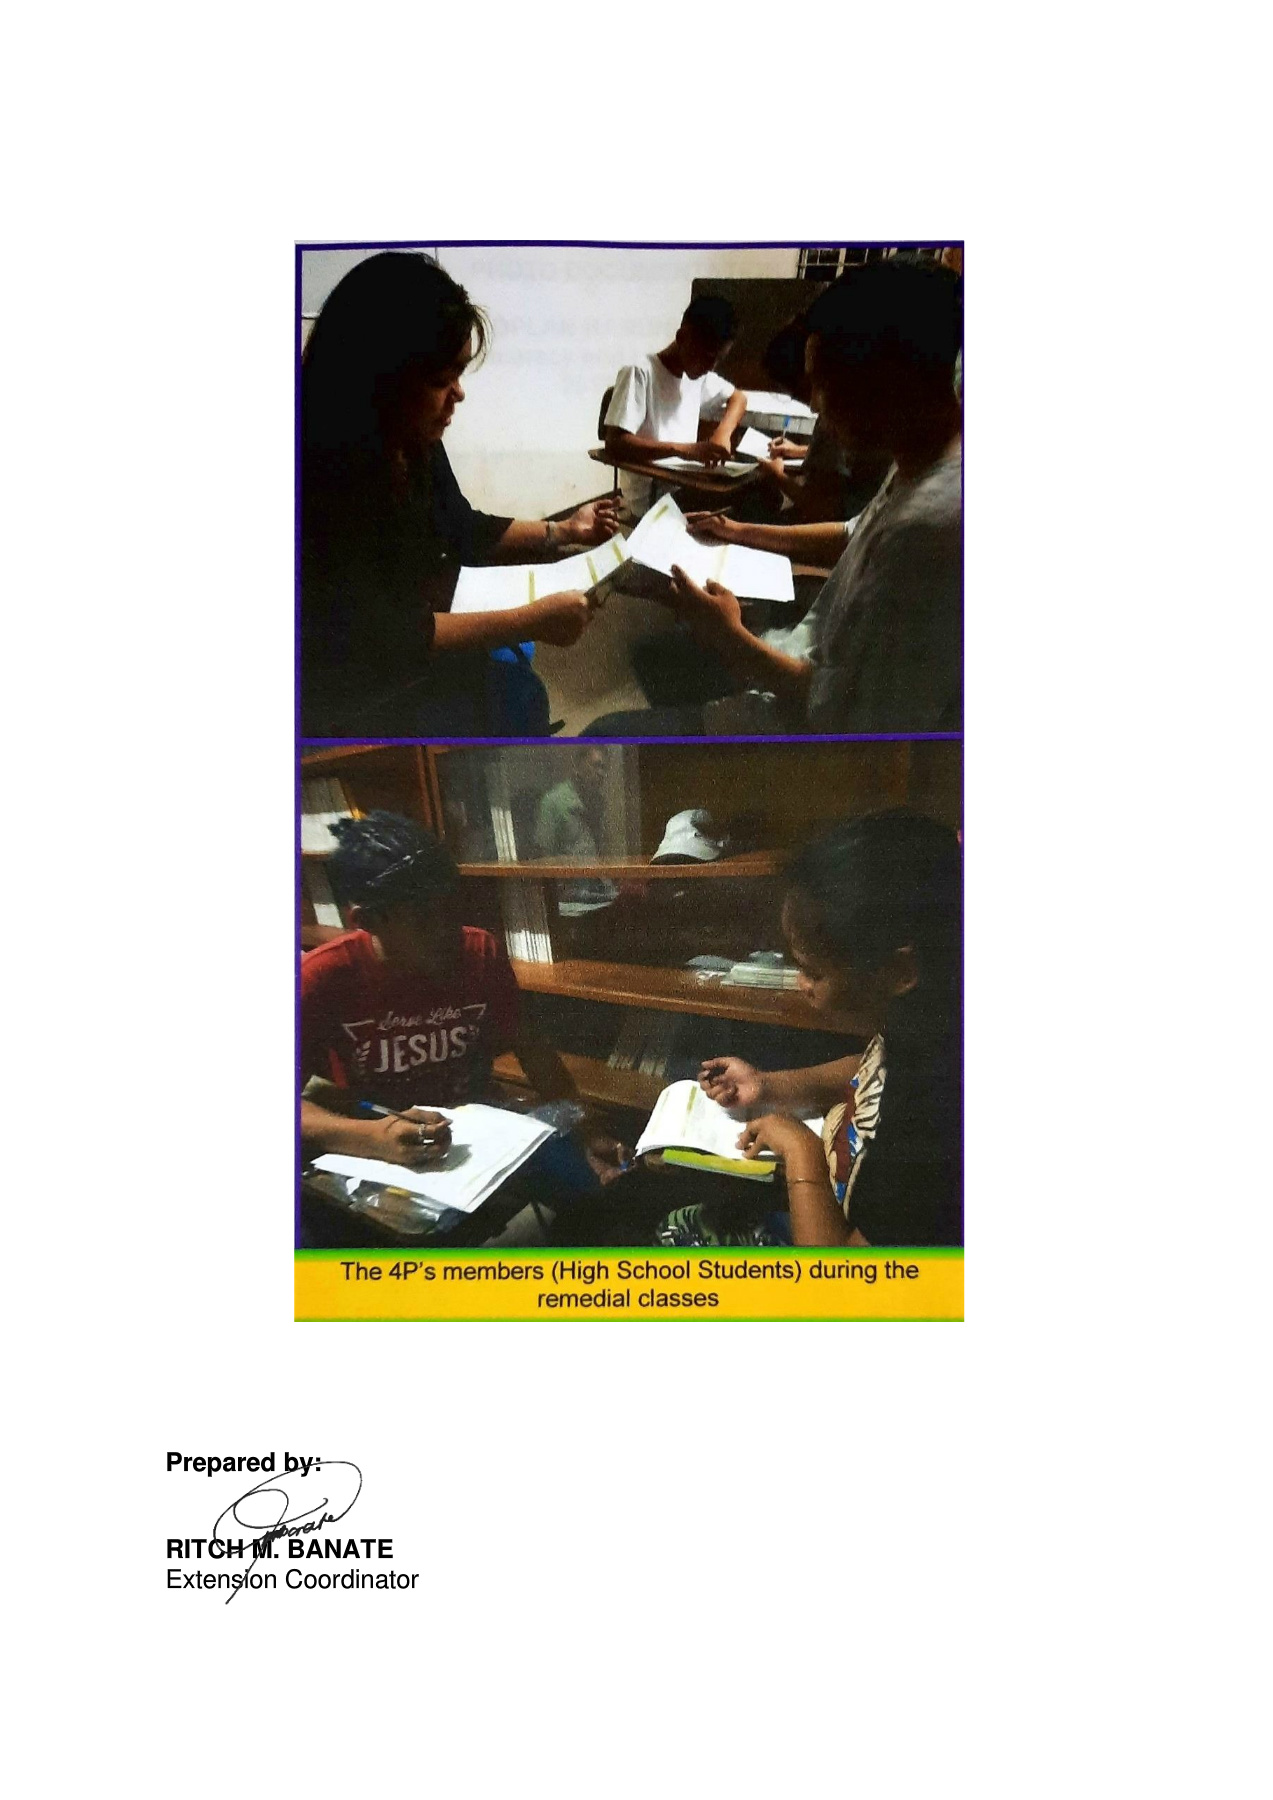 Serve Like
JESUS
The 4P's members (High School Students) during the
remedial classes
Prepared by:
RITCH M. BANATE
Extension Coordinator